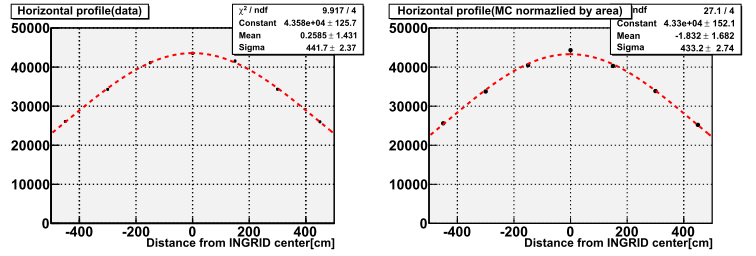 Horizontal profile(data)
χ² / ndf 9.917 / 4
Constant 4.358e+04 ± 125.7
Mean 0.2585 ± 1.431
Sigma 441.7 ± 2.37
50000
40000
30000
20000
10000
0
-400 -200 0 200 400
Distance from INGRID center[cm]
Horizontal profile(MC normazlied by area)
ndf 27.1 / 4
Constant 4.33e+04 ± 152.1
Mean -1.832 ± 1.682
Sigma 433.2 ± 2.74
50000
40000
30000
20000
10000
0
-400 -200 0 200 400
Distance from INGRID center[cm]